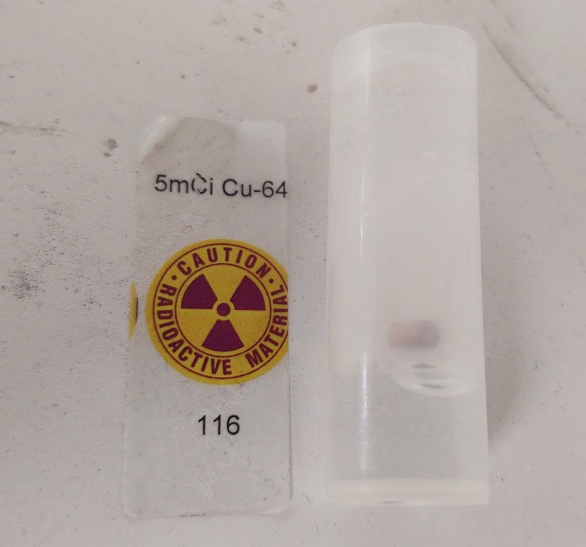 5mCi Cu-64
CAUTION
RADIOACTIVE MATERIAL
116